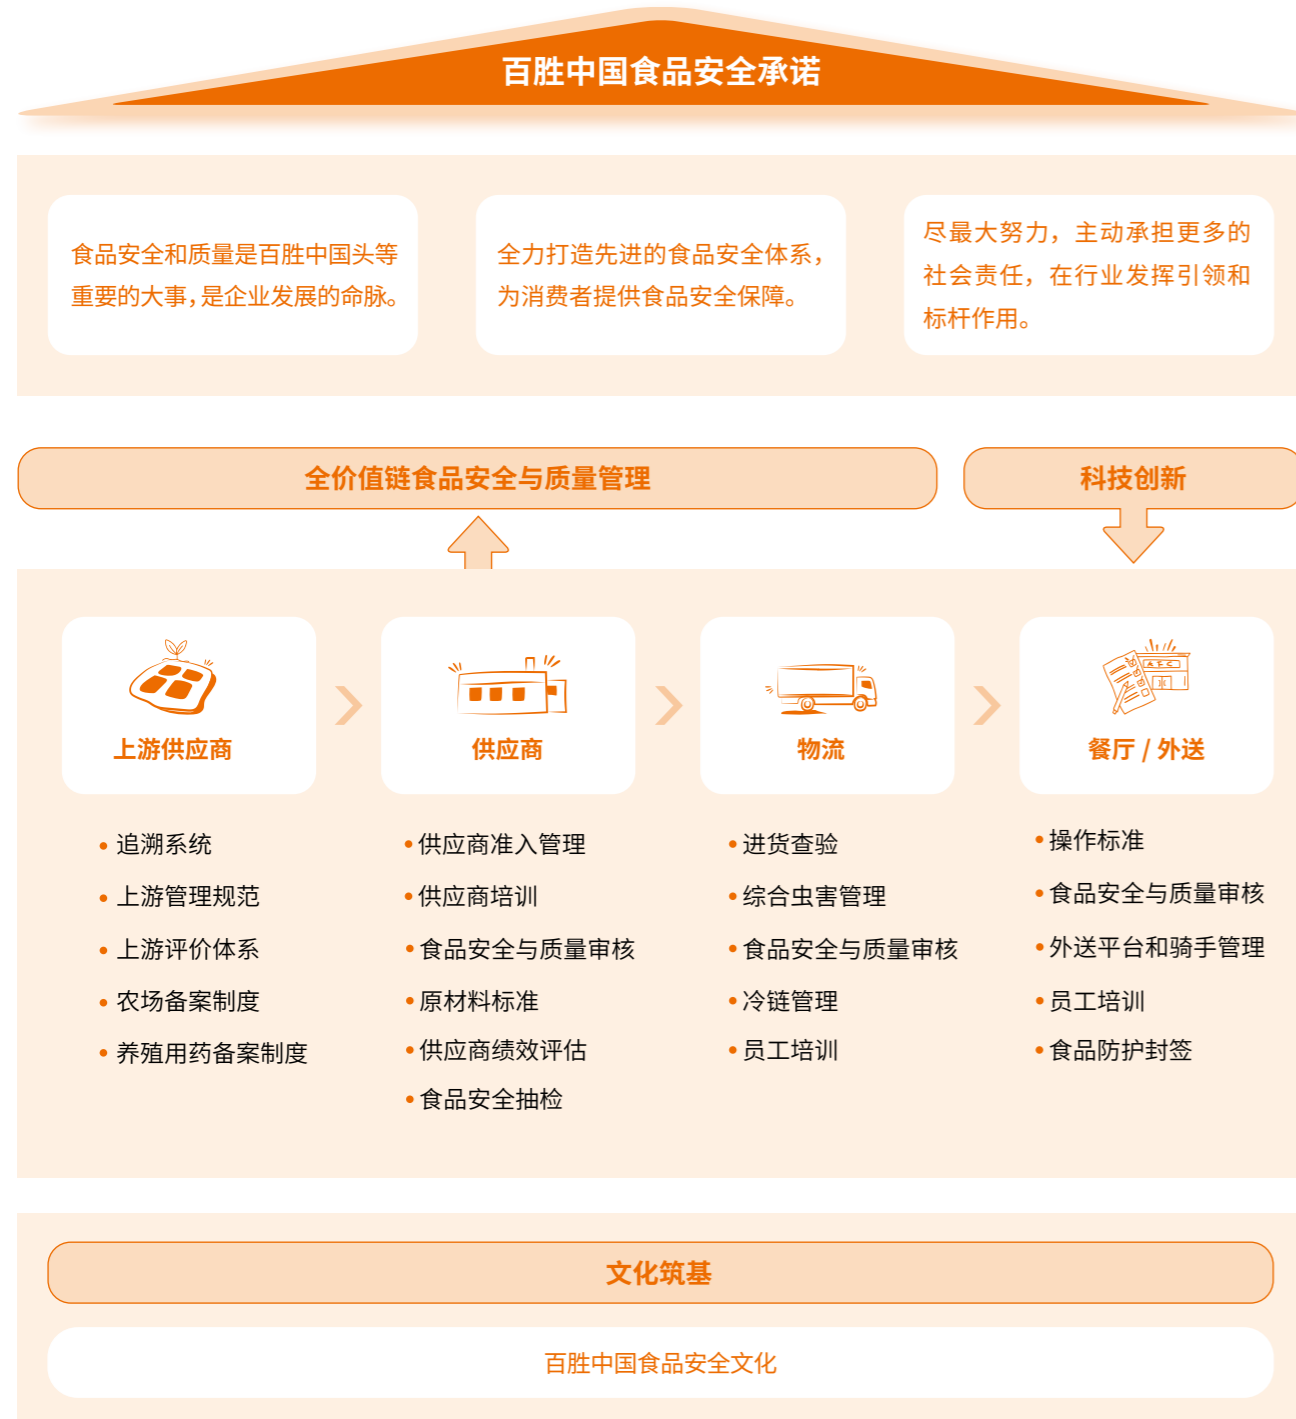 百胜中国食品安全承诺
食品安全和质量是百胜中国头等
重要的大事，是企业发展的命脉。
全力打造先进的食品安全体系，
为消费者提供食品安全保障。
尽最大努力，主动承担更多的
社会责任，在行业发挥引领和
标杆作用。
全价值链食品安全与质量管理
科技创新
上游供应商
• 追溯系统
• 上游管理规范
• 上游评价体系
• 农场备案制度
• 养殖用药备案制度
供应商
• 供应商准入管理
• 供应商培训
• 食品安全与质量审核
• 原材料标准
• 供应商绩效评估
• 食品安全抽检
物流
• 进货查验
• 综合虫害管理
• 食品安全与质量审核
• 冷链管理
• 员工培训
餐厅 / 外送
• 操作标准
• 食品安全与质量审核
• 外送平台和骑手管理
• 员工培训
• 食品防护封签
文化筑基
百胜中国食品安全文化